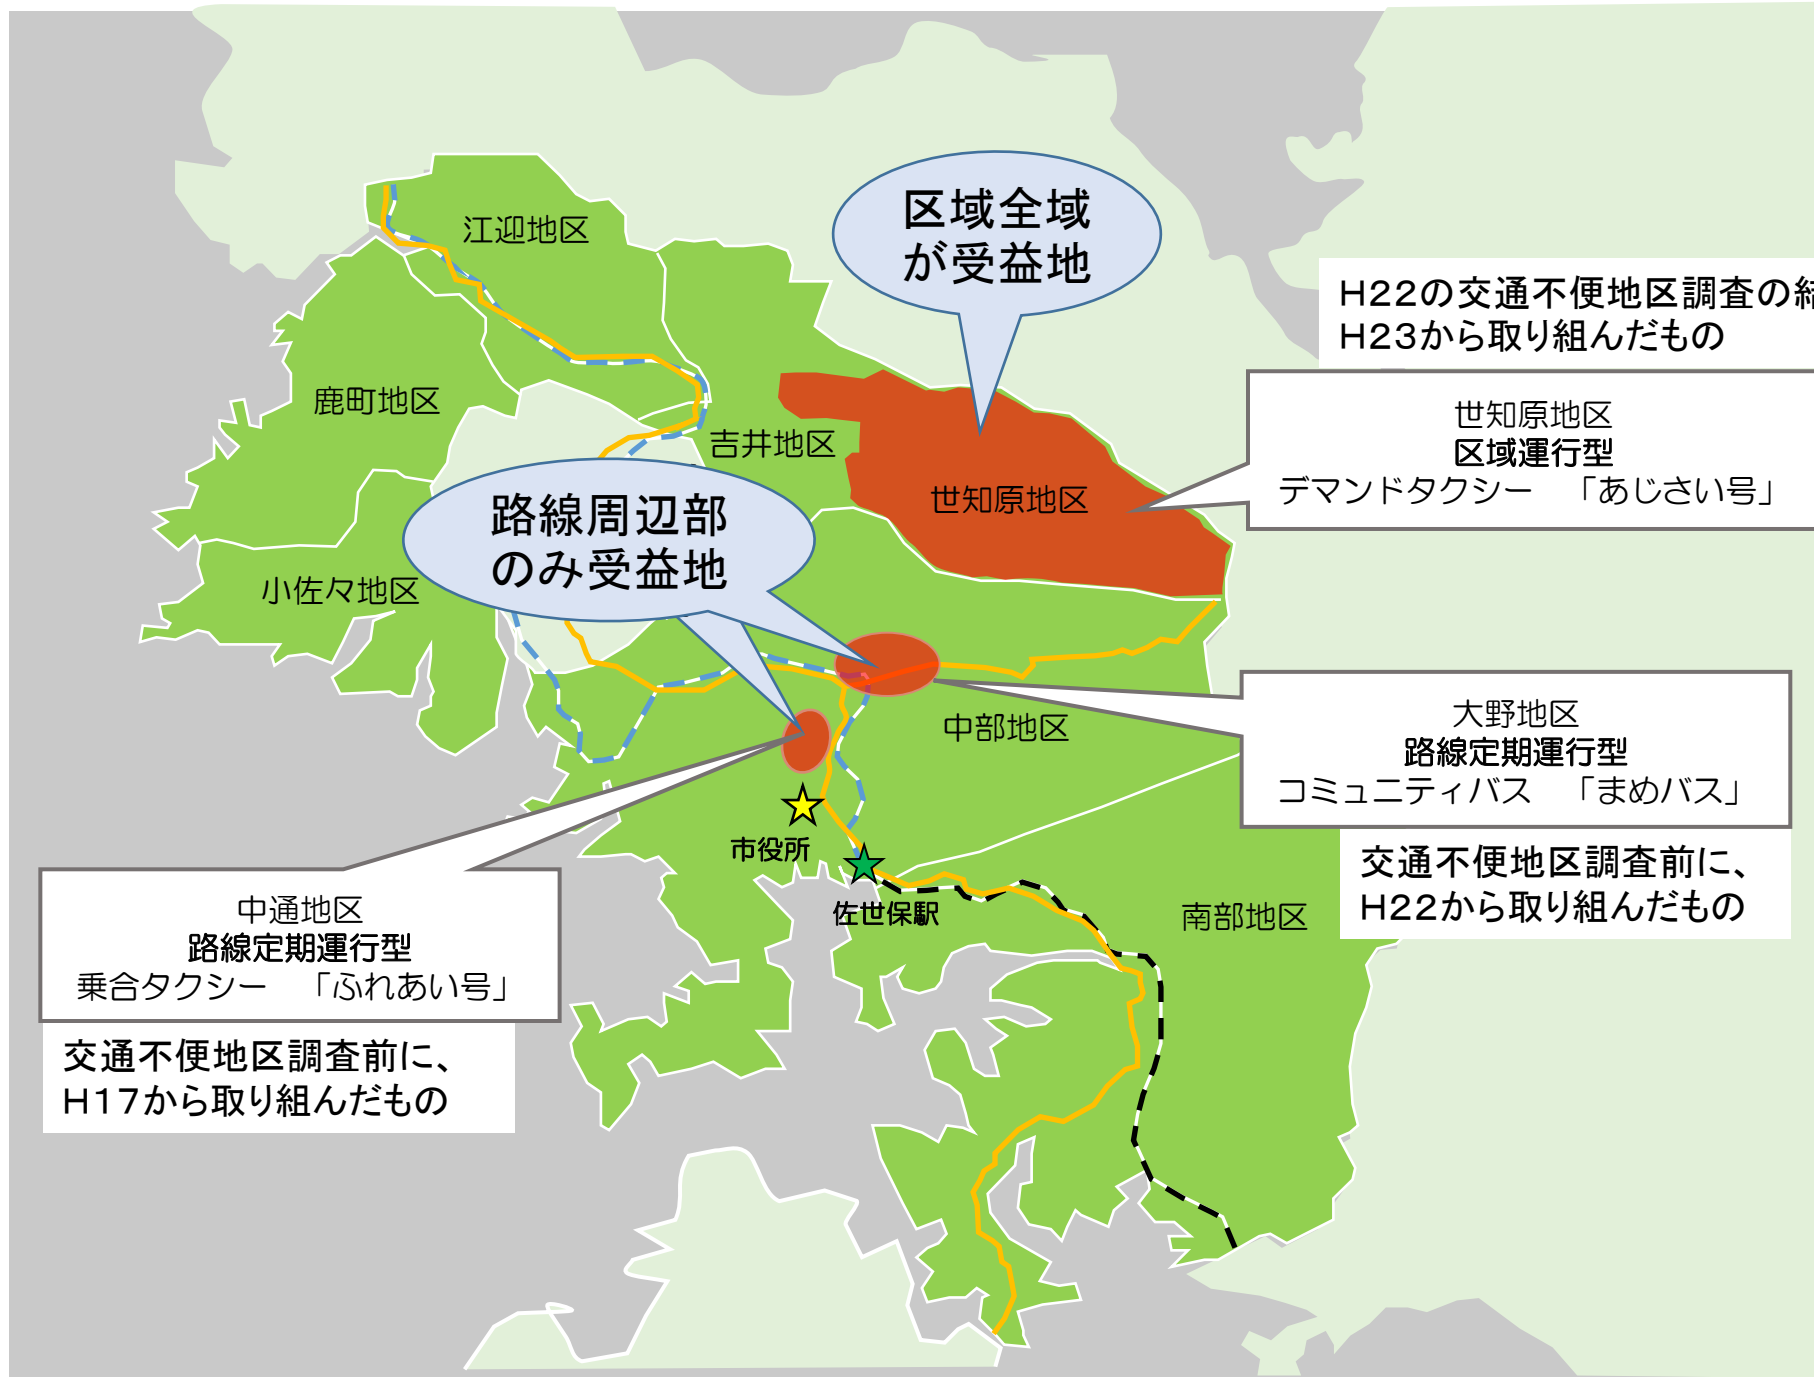 区域全域
が受益地
江迎地区
H22の交通不便地区調査の結
H23から取り組んだもの
鹿町地区
吉井地区
世知原地区
区域運行型
デマンドタクシー 「あじさい号」
世知原地区
路線周辺部
のみ受益地
小佐々地区
中部地区
大野地区
路線定期運行型
コミュニティバス 「まめバス」
市役所
交通不便地区調査前に、
H22から取り組んだもの
佐世保駅
南部地区
中通地区
路線定期運行型
乗合タクシー 「ふれあい号」
交通不便地区調査前に、
H17から取り組んだもの